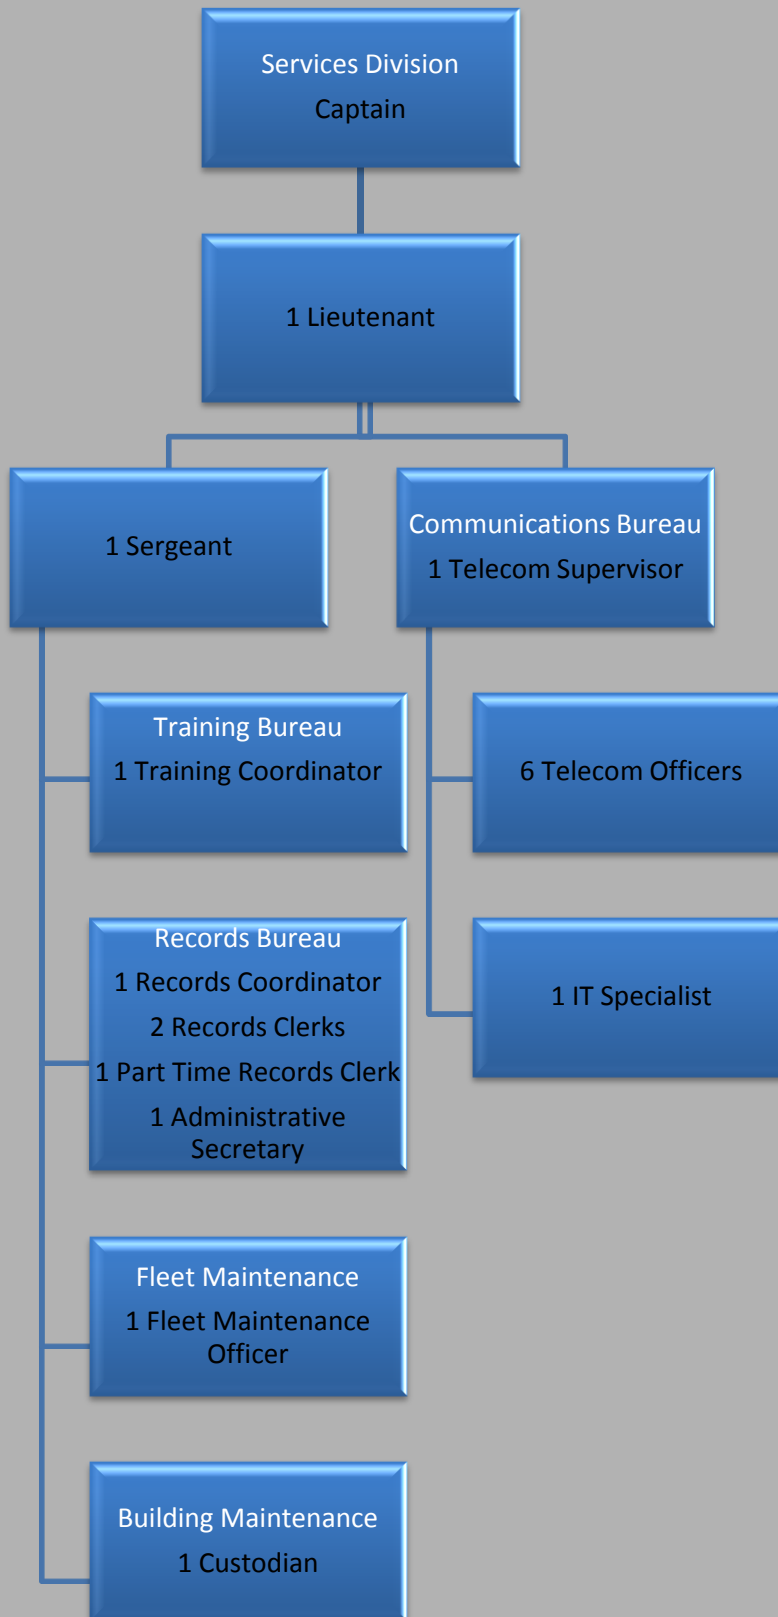 Services Division
Captain
1 Lieutenant
1 Sergeant
Communications Bureau
1 Telecom Supervisor
Training Bureau
1 Training Coordinator
6 Telecom Officers
Records Bureau
1 Records Coordinator
2 Records Clerks
1 Part Time Records Clerk
1 Administrative
Secretary
1 IT Specialist
Fleet Maintenance
1 Fleet Maintenance
Officer
Building Maintenance
1 Custodian